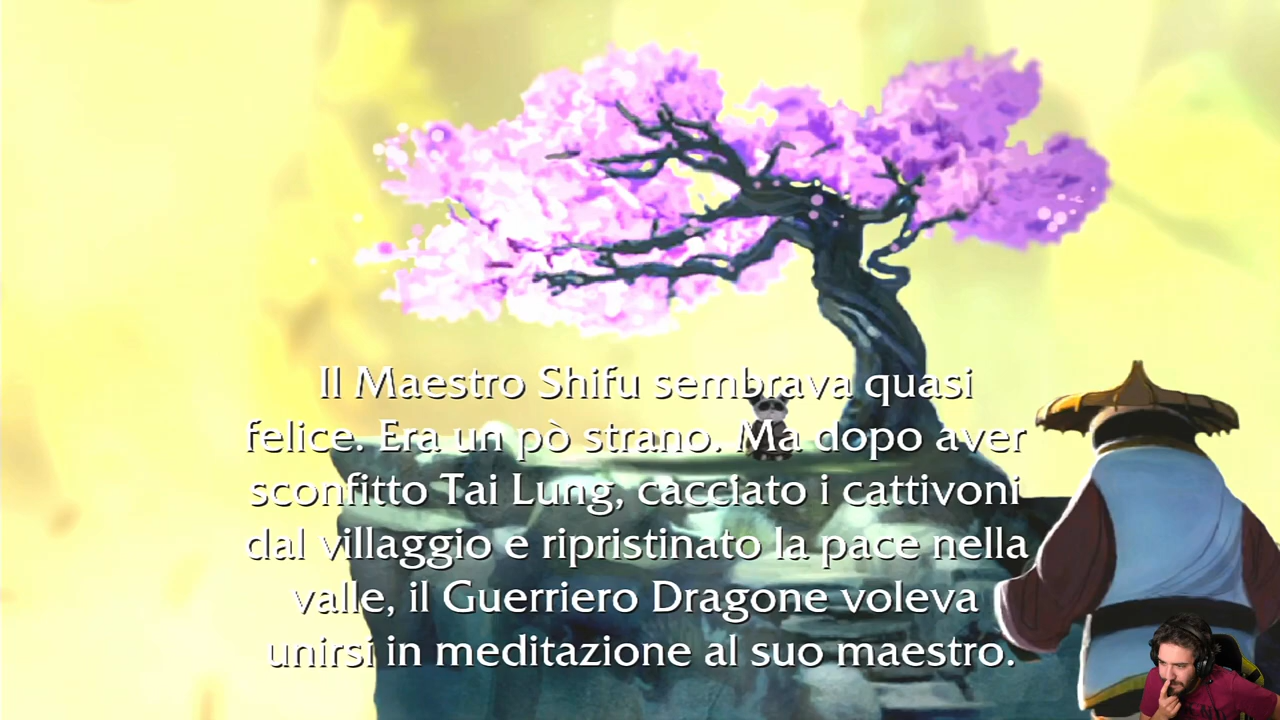 Il Maestro Shifu sembrava quasi
felice. Era un pò strano. Ma dopo aver
sconfitto Tai Lung, cacciato i cattivoni
dal villaggio e ripristinato la pace nella
valle, il Guerriero Dragone voleva
unirsi in meditazione al suo maestro.